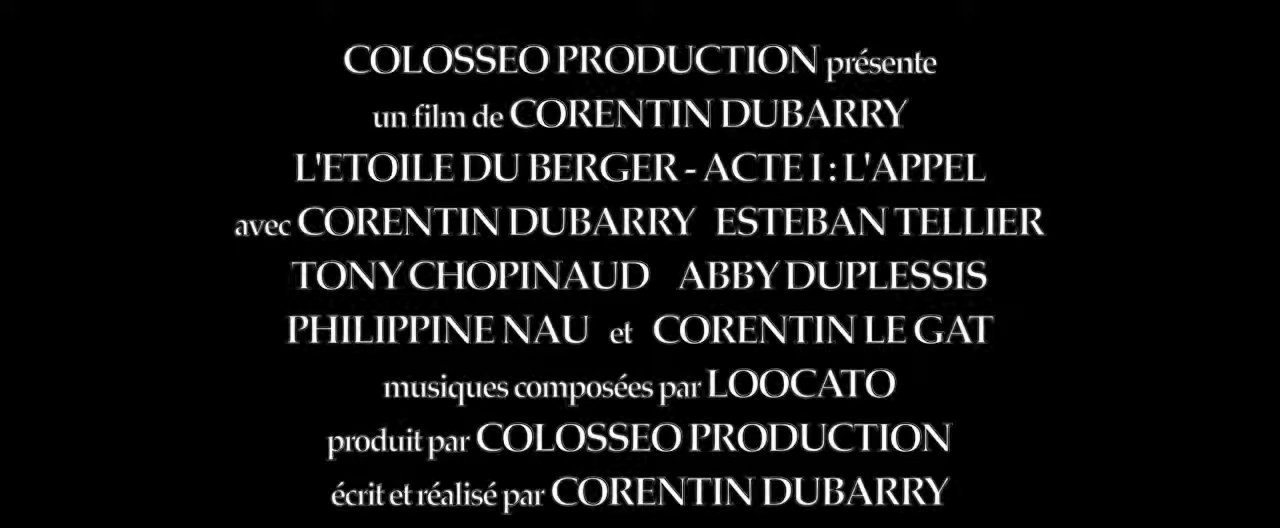 COLOSSEO PRODUCTION présente
un film de CORENTIN DUBARRY
L'ETOILE DU BERGER - ACTE I : L'APPEL
avec CORENTIN DUBARRY ESTEBAN TELLIER
TONY CHOPINAUD ABBY DUPLESSIS
PHILIPPINE NAU et CORENTIN LE GAT
musiques composées par LOOCATO
produit par COLOSSEO PRODUCTION
écrit et réalisé par CORENTIN DUBARRY